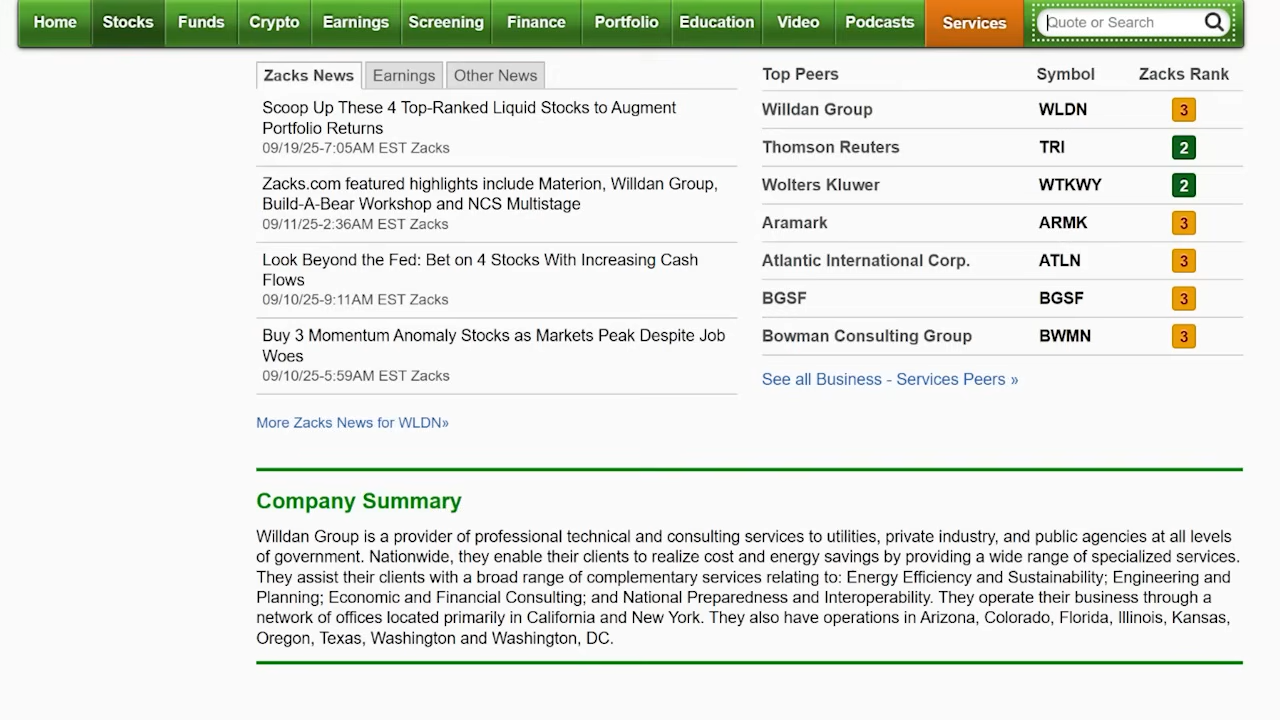 Home Stocks Funds Crypto Earnings Screening Finance Portfolio Education Video Podcasts Services Quote or Search
Zacks News Earnings Other News
Scoop Up These 4 Top-Ranked Liquid Stocks to Augment
Portfolio Returns
09/19/25-7:05AM EST Zacks
Zacks.com featured highlights include Materion, Willdan Group,
Build-A-Bear Workshop and NCS Multistage
09/11/25-2:36AM EST Zacks
Look Beyond the Fed: Bet on 4 Stocks With Increasing Cash
Flows
09/10/25-9:11AM EST Zacks
Buy 3 Momentum Anomaly Stocks as Markets Peak Despite Job
Woes
09/10/25-5:59AM EST Zacks
More Zacks News for WLDN»
Top Peers Symbol Zacks Rank
Willdan Group WLDN 3
Thomson Reuters TRI 2
Wolters Kluwer WTKWY 2
Aramark ARMK 3
Atlantic International Corp. ATLN 3
BGSF BGSF 3
Bowman Consulting Group BWMN 3
See all Business - Services Peers »
Company Summary
Willdan Group is a provider of professional technical and consulting services to utilities, private industry, and public agencies at all levels
of government. Nationwide, they enable their clients to realize cost and energy savings by providing a wide range of specialized services.
They assist their clients with a broad range of complementary services relating to: Energy Efficiency and Sustainability; Engineering and
Planning; Economic and Financial Consulting; and National Preparedness and Interoperability. They operate their business through a
network of offices located primarily in California and New York. They also have operations in Arizona, Colorado, Florida, Illinois, Kansas,
Oregon, Texas, Washington and Washington, DC.